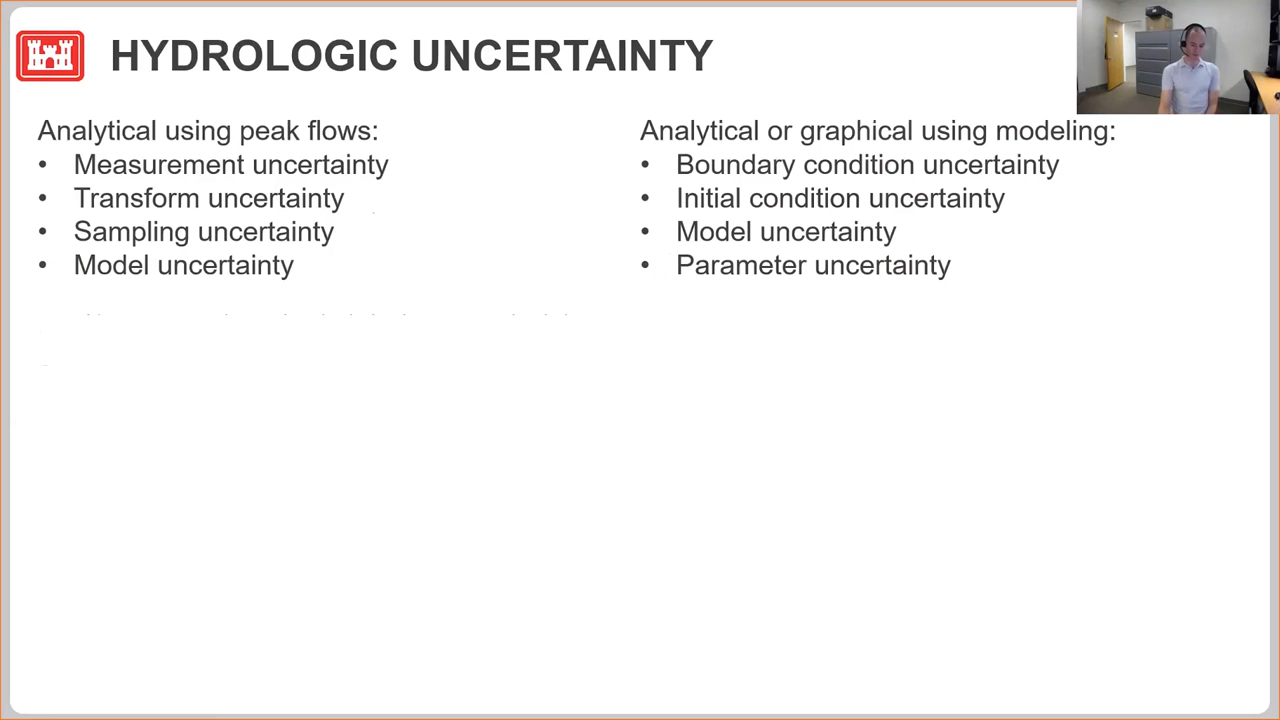 HYDROLOGIC UNCERTAINTY
Analytical using peak flows:
• Measurement uncertainty
• Transform uncertainty
• Sampling uncertainty
• Model uncertainty
Analytical or graphical using modeling:
• Boundary condition uncertainty
• Initial condition uncertainty
• Model uncertainty
• Parameter uncertainty